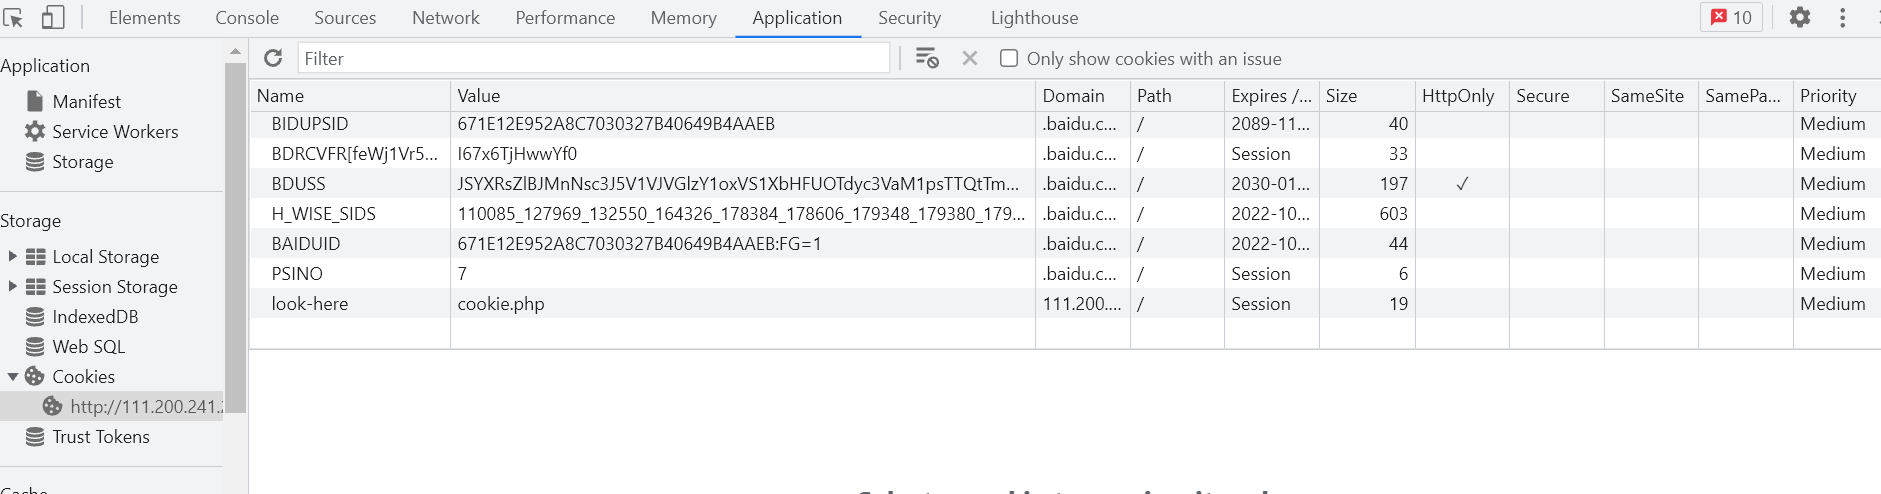 Elements Console Sources Network Performance Memory Application Security Lighthouse 10
Filter Only show cookies with an issue
Application
Manifest
Service Workers
Storage
Storage
Local Storage
Session Storage
IndexedDB
Web SQL
Cookies
http://111.200.241.
Trust Tokens
Cache
Name Value Domain Path Expires /... Size HttpOnly Secure SameSite SamePa... Priority
BIDUPSID 671E12E952A8C7030327B40649B4AAEB .baidu.c... / 2089-11... 40 Medium
BDRCVFR[feWj1Vr5... I67x6TjHwwYf0 .baidu.c... / Session 33 Medium
BDUSS JSYXRsZlBJMnNsc3J5V1VJVGlzY1oxVS1XbHFUOTdyc3VaM1psTTQtTm... .baidu.c... / 2030-01... 197 ✓ Medium
H_WISE_SIDS 110085_127969_132550_164326_178384_178606_179348_179380_179... .baidu.c... / 2022-10... 603 Medium
BAIDUID 671E12E952A8C7030327B40649B4AAEB:FG=1 .baidu.c... / 2022-10... 44 Medium
PSINO 7 .baidu.c... / Session 6 Medium
look-here cookie.php 111.200.... / Session 19 Medium